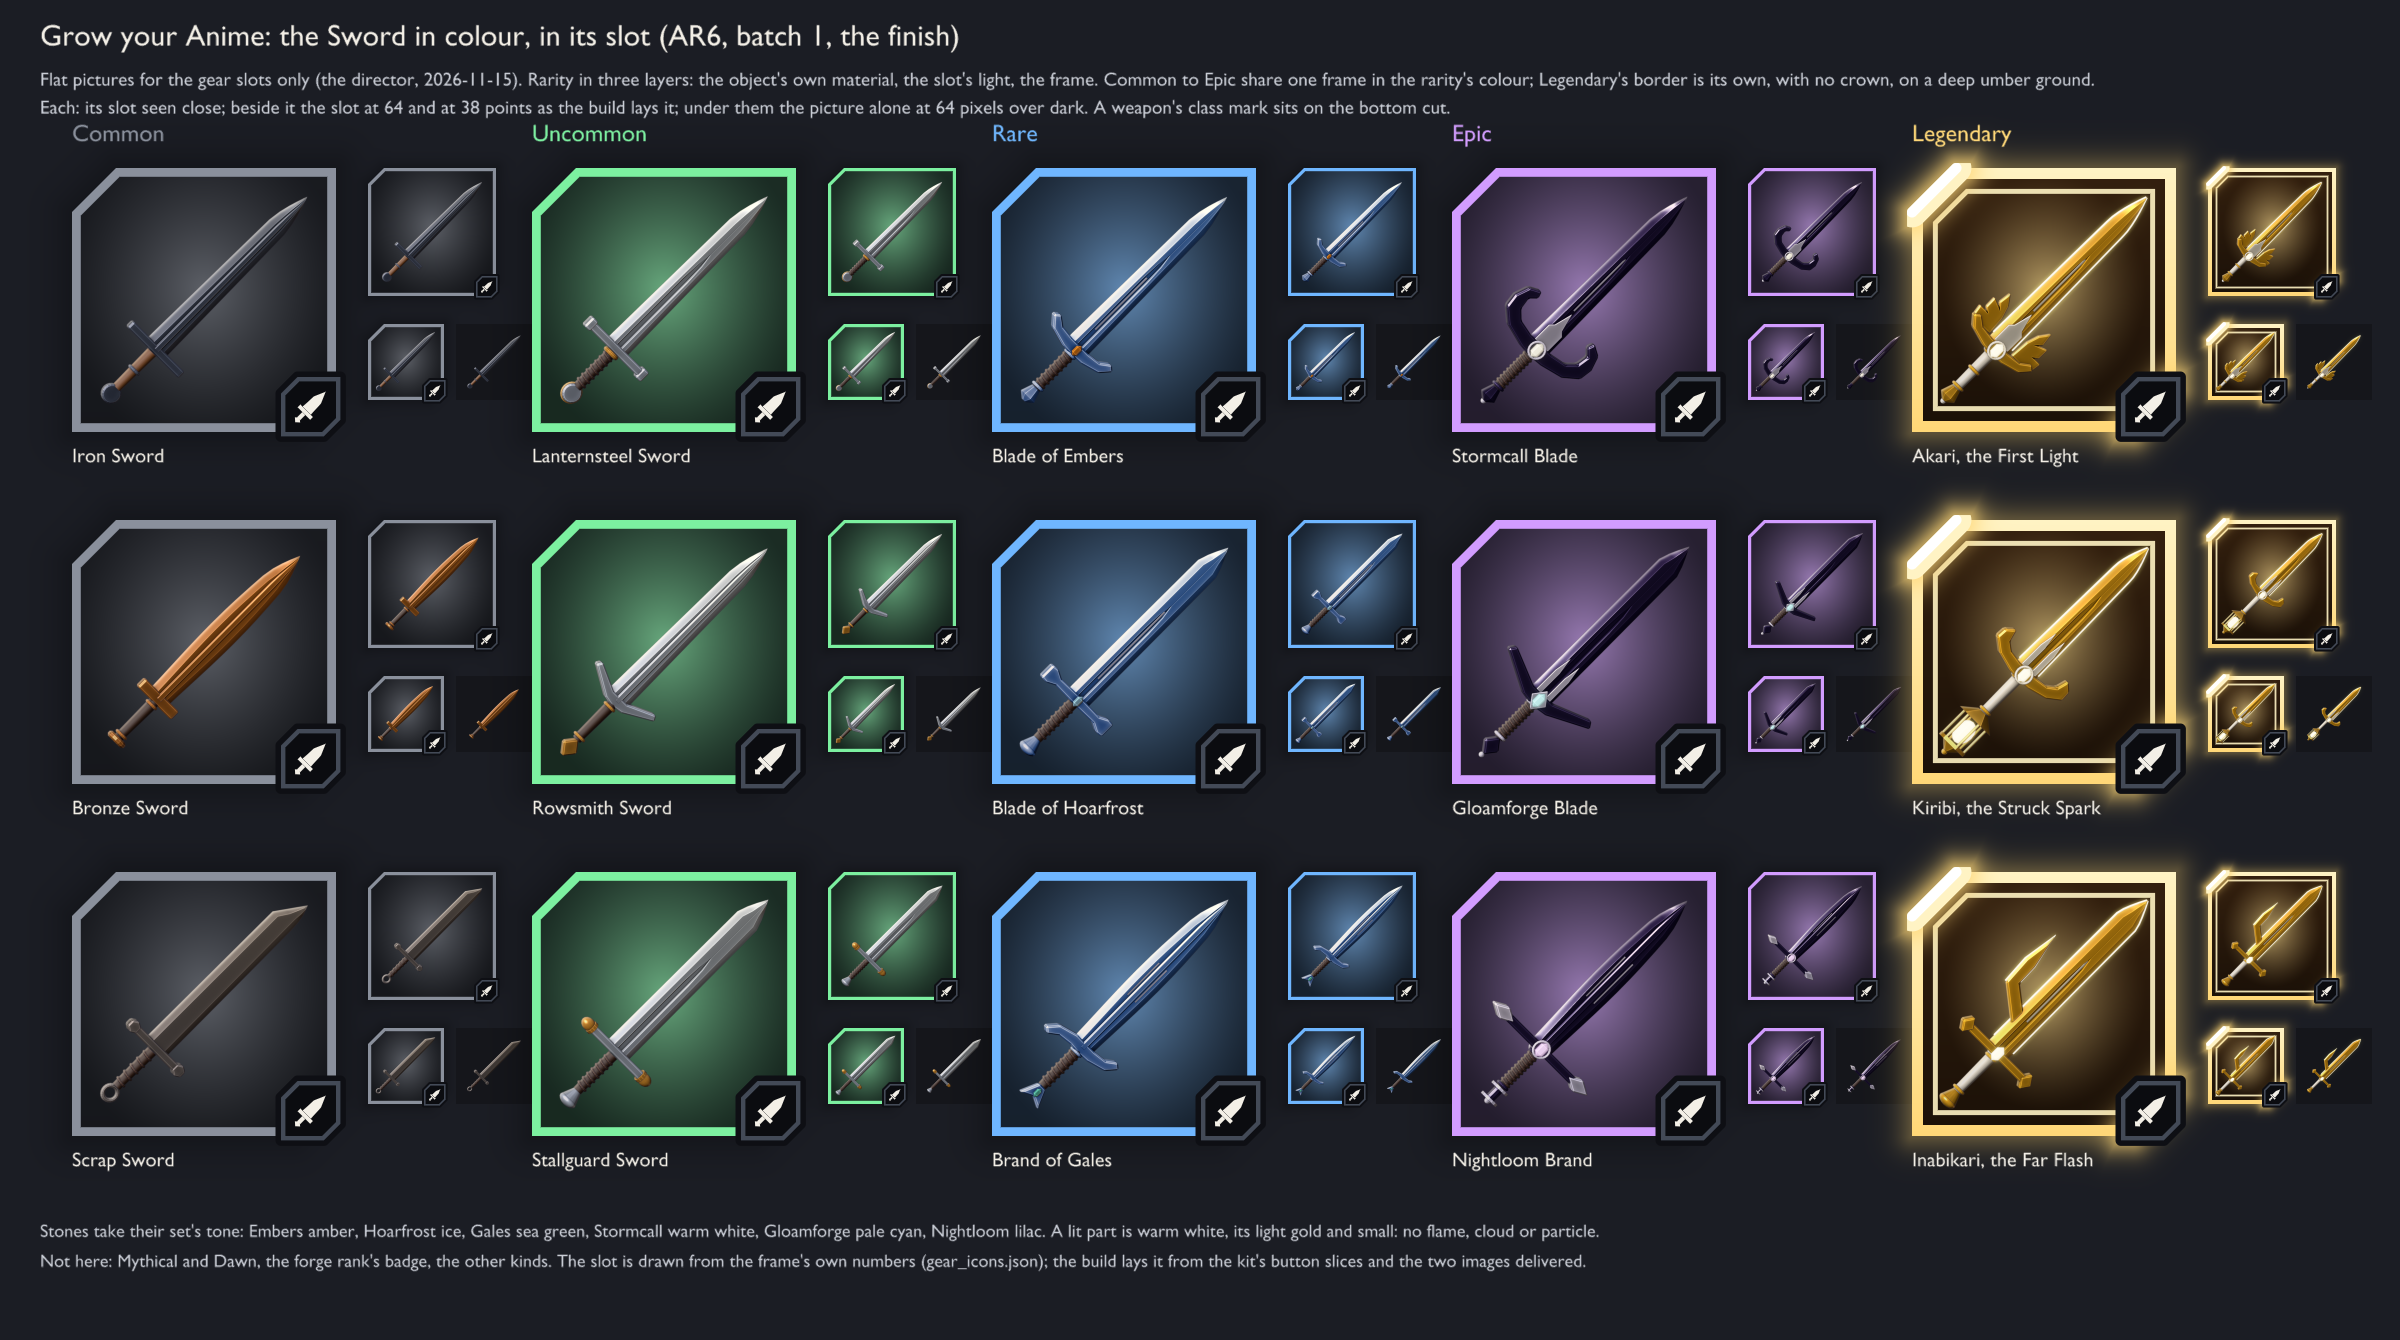 Grow your Anime: the Sword in colour, in its slot (AR6, batch 1, the finish)
Flat pictures for the gear slots only (the director, 2026-11-15). Rarity in three layers: the object's own material, the slot's light, the frame. Common to Epic share one frame in the rarity's colour; Legendary's border is its own, with no crown, on a deep umber ground.
Each: its slot seen close; beside it the slot at 64 and at 38 points as the build lays it; under them the picture alone at 64 pixels over dark. A weapon's class mark sits on the bottom cut.
Common
Uncommon
Rare
Epic
Legendary
Iron Sword
Lanternsteel Sword
Blade of Embers
Stormcall Blade
Akari, the First Light
Bronze Sword
Rowsmith Sword
Blade of Hoarfrost
Gloamforge Blade
Kiribi, the Struck Spark
Scrap Sword
Stallguard Sword
Brand of Gales
Nightloom Brand
Inabikari, the Far Flash
Stones take their set's tone: Embers amber, Hoarfrost ice, Gales sea green, Stormcall warm white, Gloamforge pale cyan, Nightloom lilac. A lit part is warm white, its light gold and small: no flame, cloud or particle.
Not here: Mythical and Dawn, the forge rank's badge, the other kinds. The slot is drawn from the frame's own numbers (gear_icons.json); the build lays it from the kit's button slices and the two images delivered.